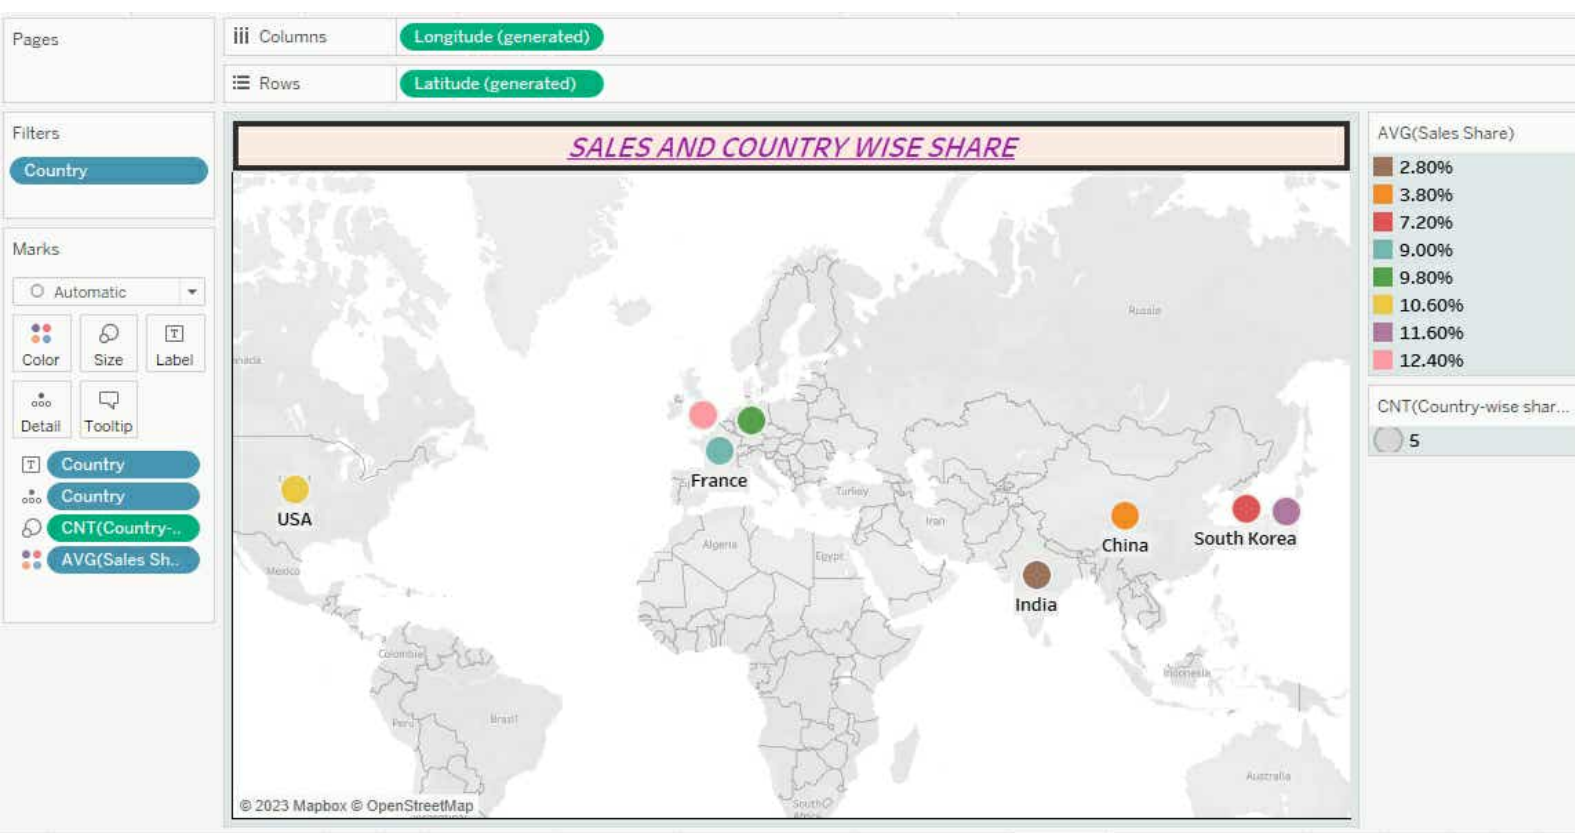 Pages
iii Columns
Longitude (generated)
Rows
Latitude (generated)
Filters
Country
Marks
Automatic
Color
Size
T
Label
Detail
Tooltip
T
Country
Country
CNT(Country-..
AVG(Sales Sh..
SALES AND COUNTRY WISE SHARE
Russia
anada
France
Turkey
USA
Iran
China
South Korea
Algeria
Egypt
Mexico
India
Colombia
Indonesia
Peru
Brazil
Australia
© 2023 Mapbox © OpenStreetMap
South
Africa
AVG(Sales Share)
2.80%
3.80%
7.20%
9.00%
9.80%
10.60%
11.60%
12.40%
CNT(Country-wise shar...
5